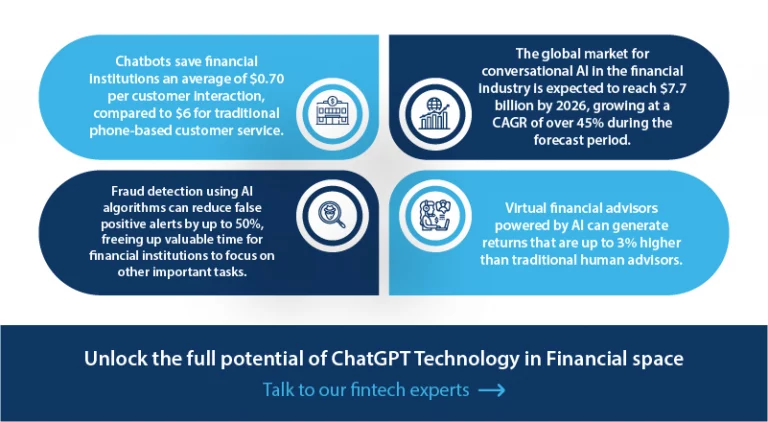 Chatbots save financial
institutions an average of $0.70
per customer interaction,
compared to $6 for traditional
phone-based customer service.
The global market for
conversational AI in the financial
industry is expected to reach $7.7
billion by 2026, growing at a
CAGR of over 45% during the
forecast period.
Fraud detection using AI
algorithms can reduce false
positive alerts by up to 50%,
freeing up valuable time for
financial institutions to focus on
other important tasks.
Virtual financial advisors
powered by AI can generate
returns that are up to 3% higher
than traditional human advisors.
Unlock the full potential of ChatGPT Technology in Financial space
Talk to our fintech experts